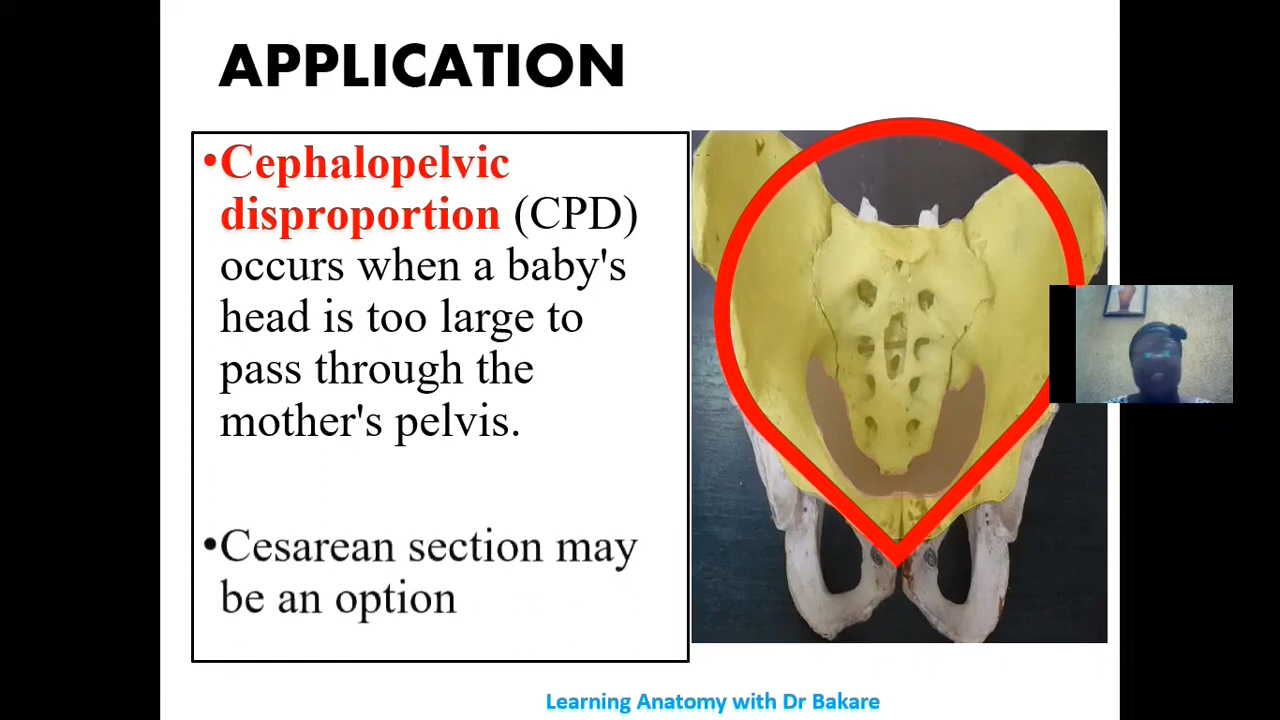 APPLICATION
•Cephalopelvic
disproportion (CPD)
occurs when a baby's
head is too large to
pass through the
mother's pelvis.
•Cesarean section may
be an option
Learning Anatomy with Dr Bakare